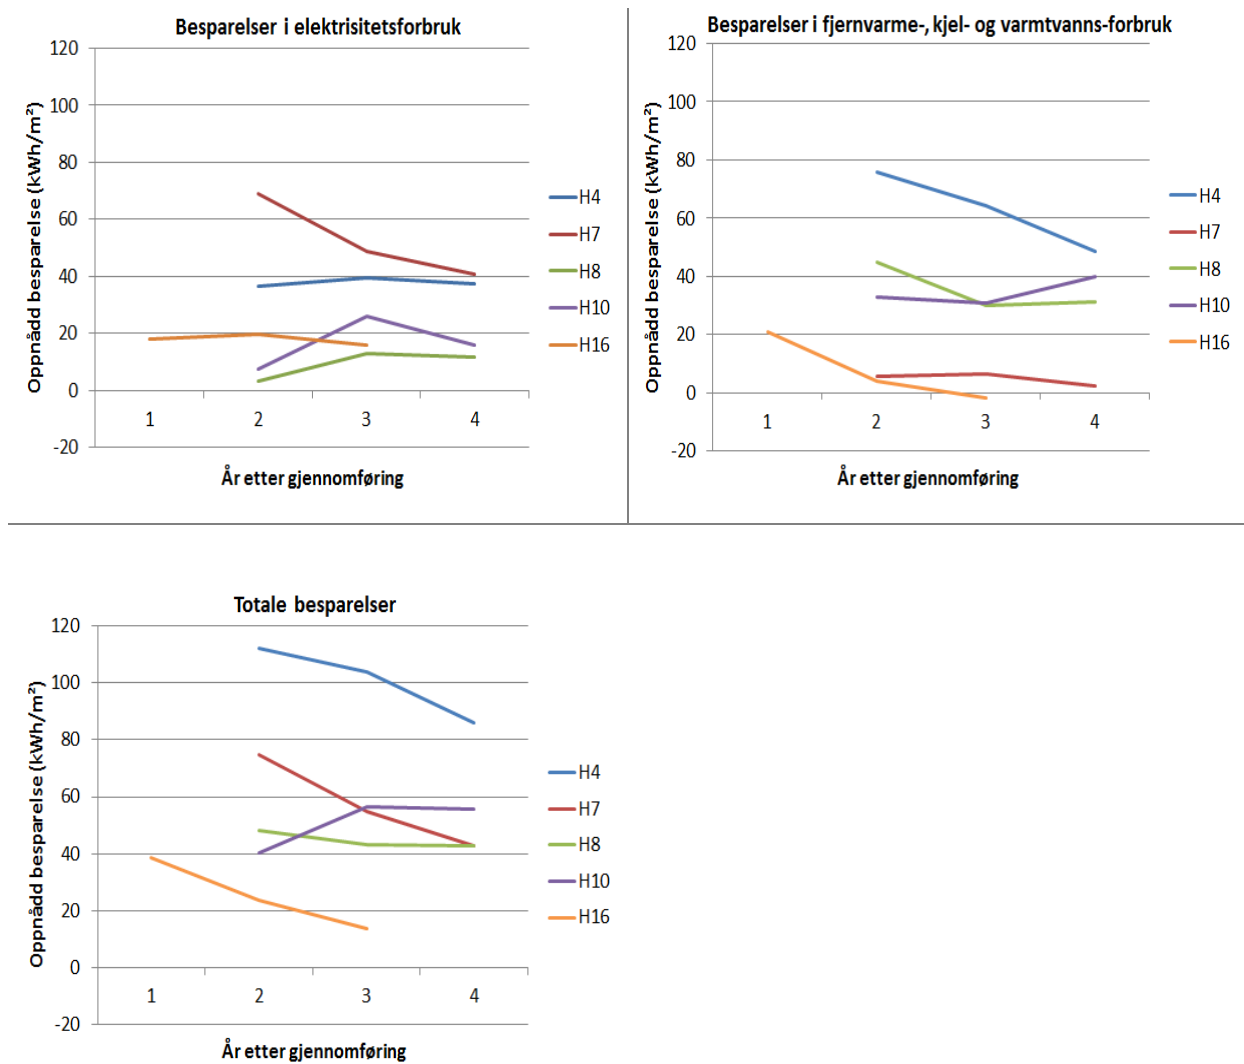 Besparelser i elektrisitetsforbruk
Oppnådd besparelse (kWh/m²)
120
100
80
60
40
20
0
-20
1 2 3 4
År etter gjennomføring
H4
H7
H8
H10
H16
Besparelser i fjernvarme-, kjel- og varmtvanns-forbruk
Oppnådd besparelse (kWh/m²)
120
100
80
60
40
20
0
-20
1 2 3 4
År etter gjennomføring
H4
H7
H8
H10
H16
Totale besparelser
Oppnådd besparelse (kWh/m²)
120
100
80
60
40
20
0
-20
1 2 3 4
År etter gjennomføring
H4
H7
H8
H10
H16